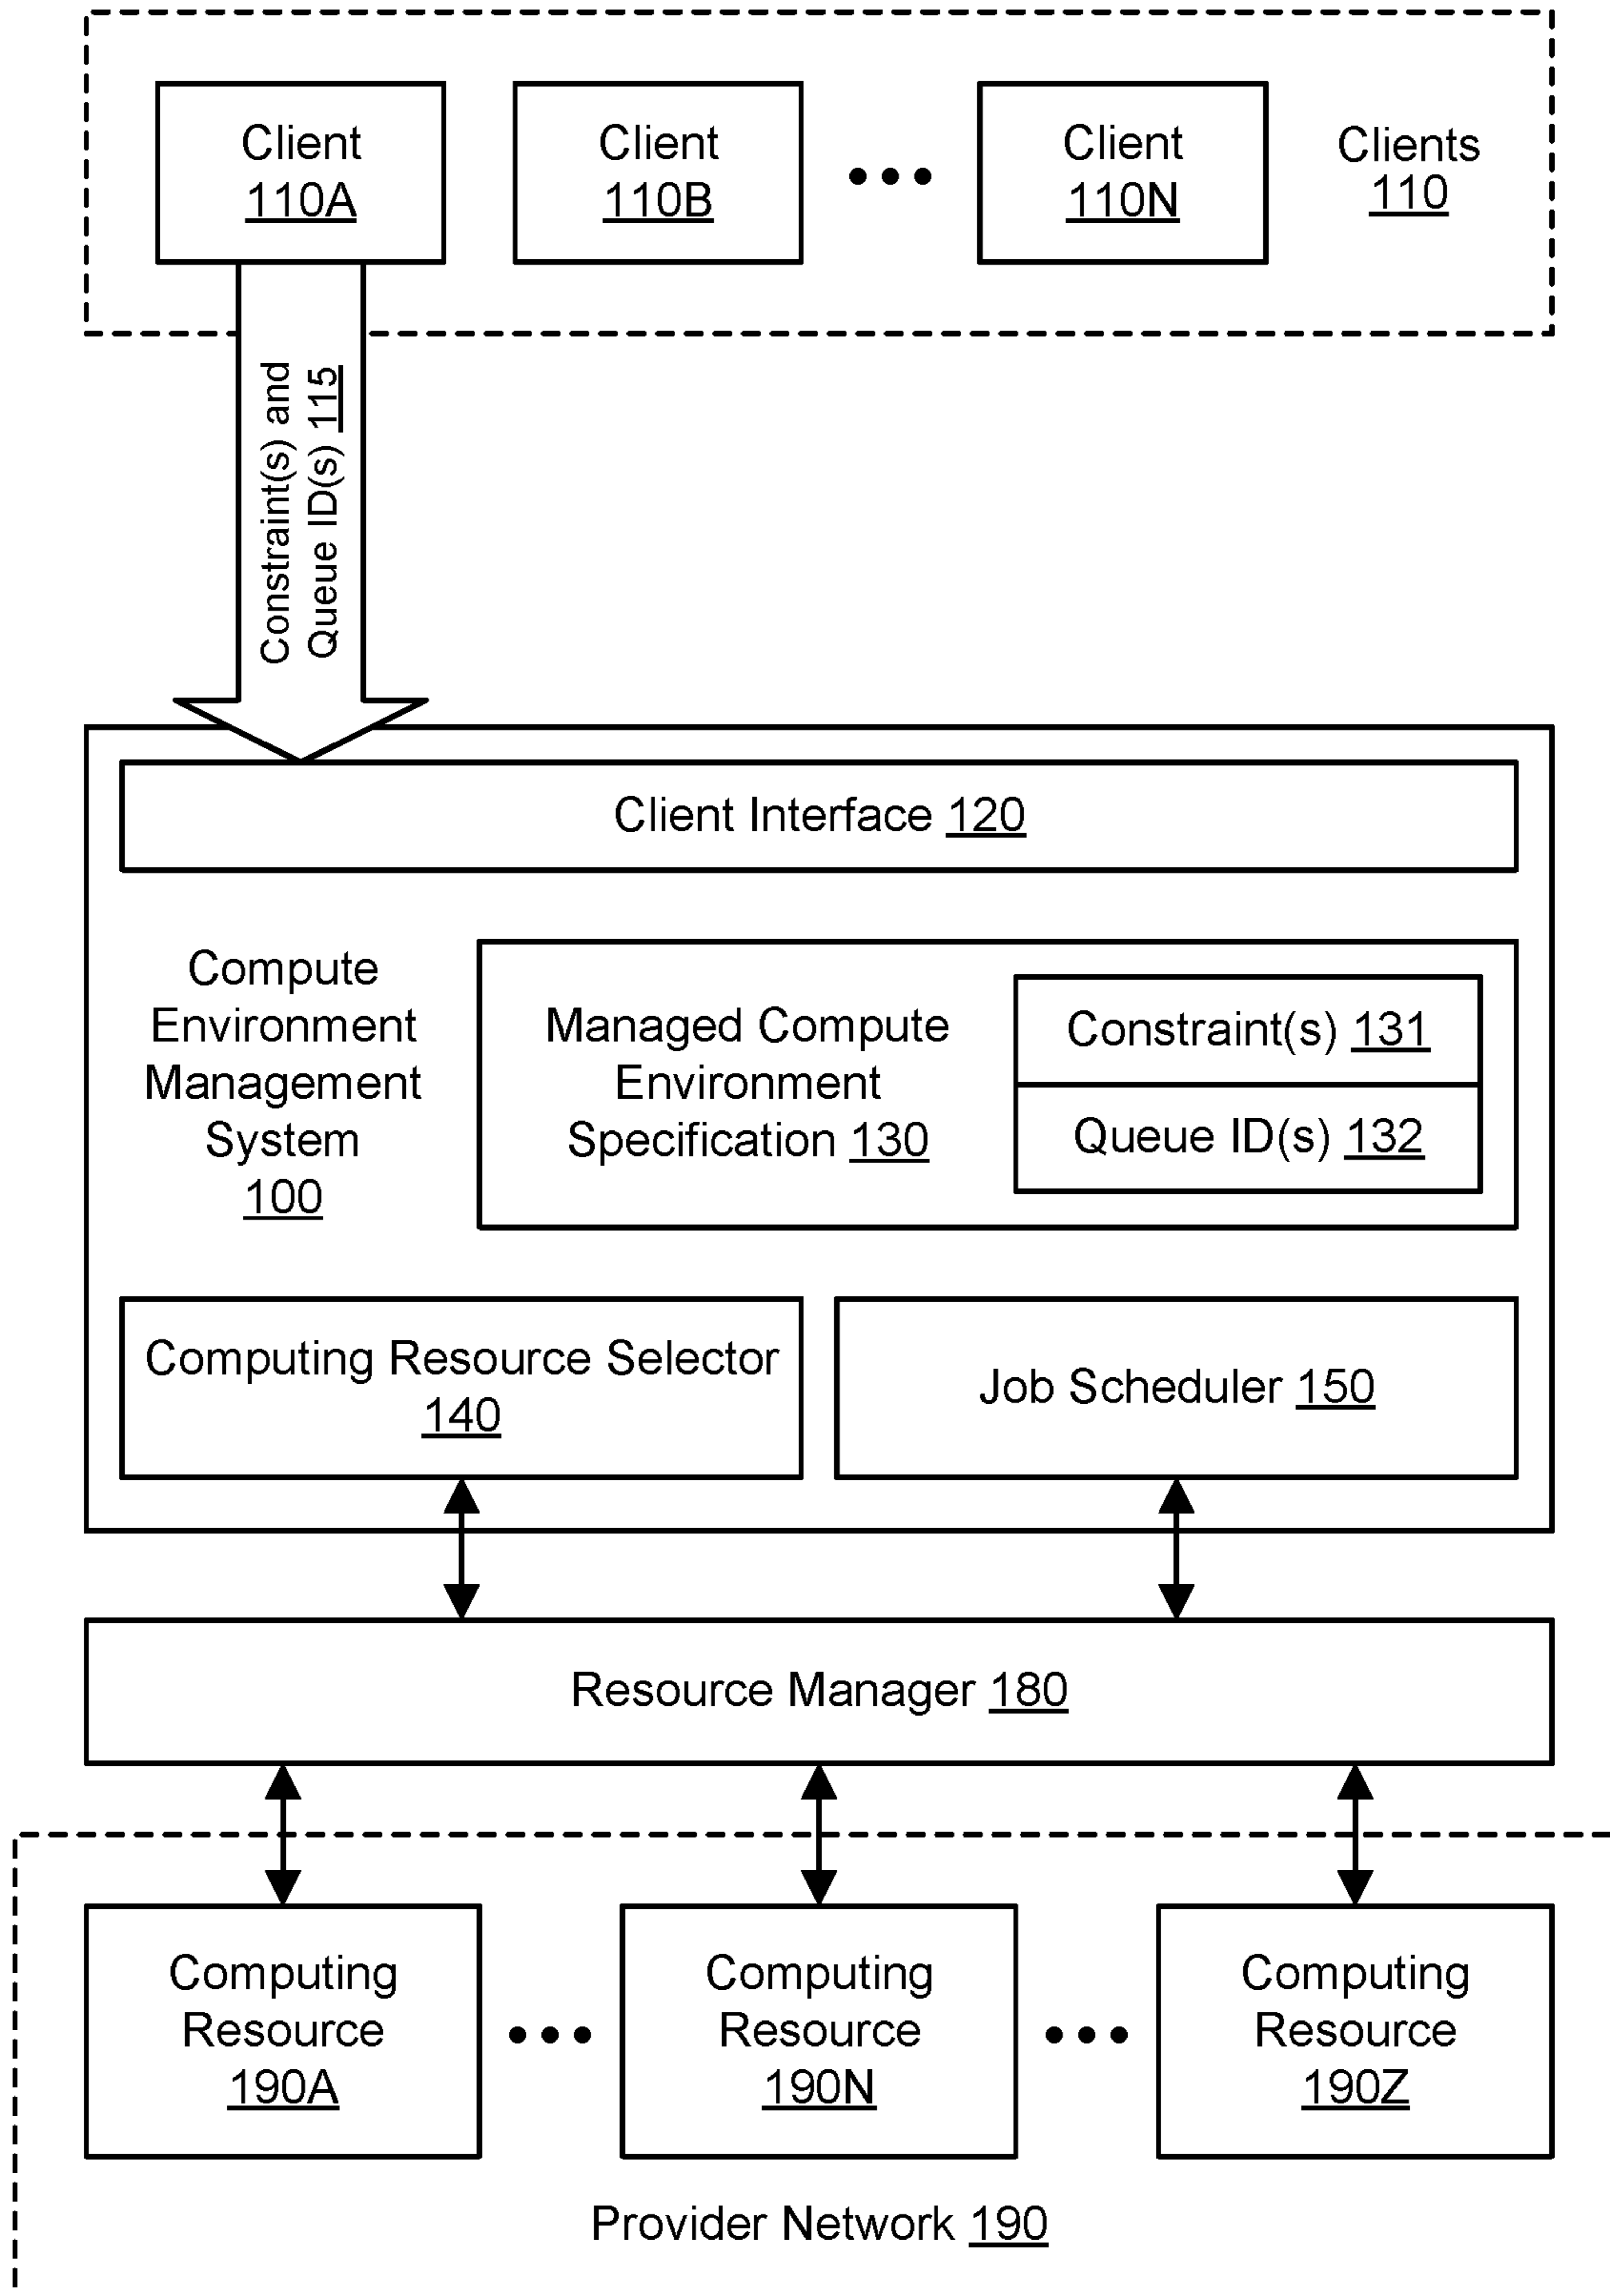 Client
110A
Client
110B
Client
110N
Clients
110
Constraint(s) and
Queue ID(s) 115
Client Interface 120
Compute
Environment
Management
System
100
Managed Compute
Environment
Specification 130
Constraint(s) 131
Queue ID(s) 132
Computing Resource Selector
140
Job Scheduler 150
Resource Manager 180
Computing
Resource
190A
Computing
Resource
190N
Computing
Resource
190Z
Provider Network 190